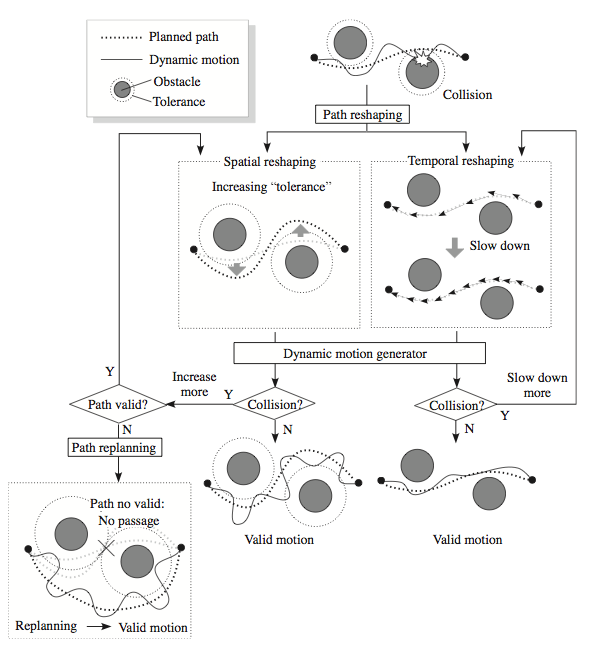 Planned path
Dynamic motion
Obstacle
Tolerance
Collision
Path reshaping
Spatial reshaping
Increasing “tolerance”
Temporal reshaping
Slow down
Dynamic motion generator
Y
Path valid?
Increase
more
Y
Collision?
Collision?
Slow down
more
Y
N
N
N
Path replanning
Path no valid:
No passage
Valid motion
Valid motion
Replanning
Valid motion